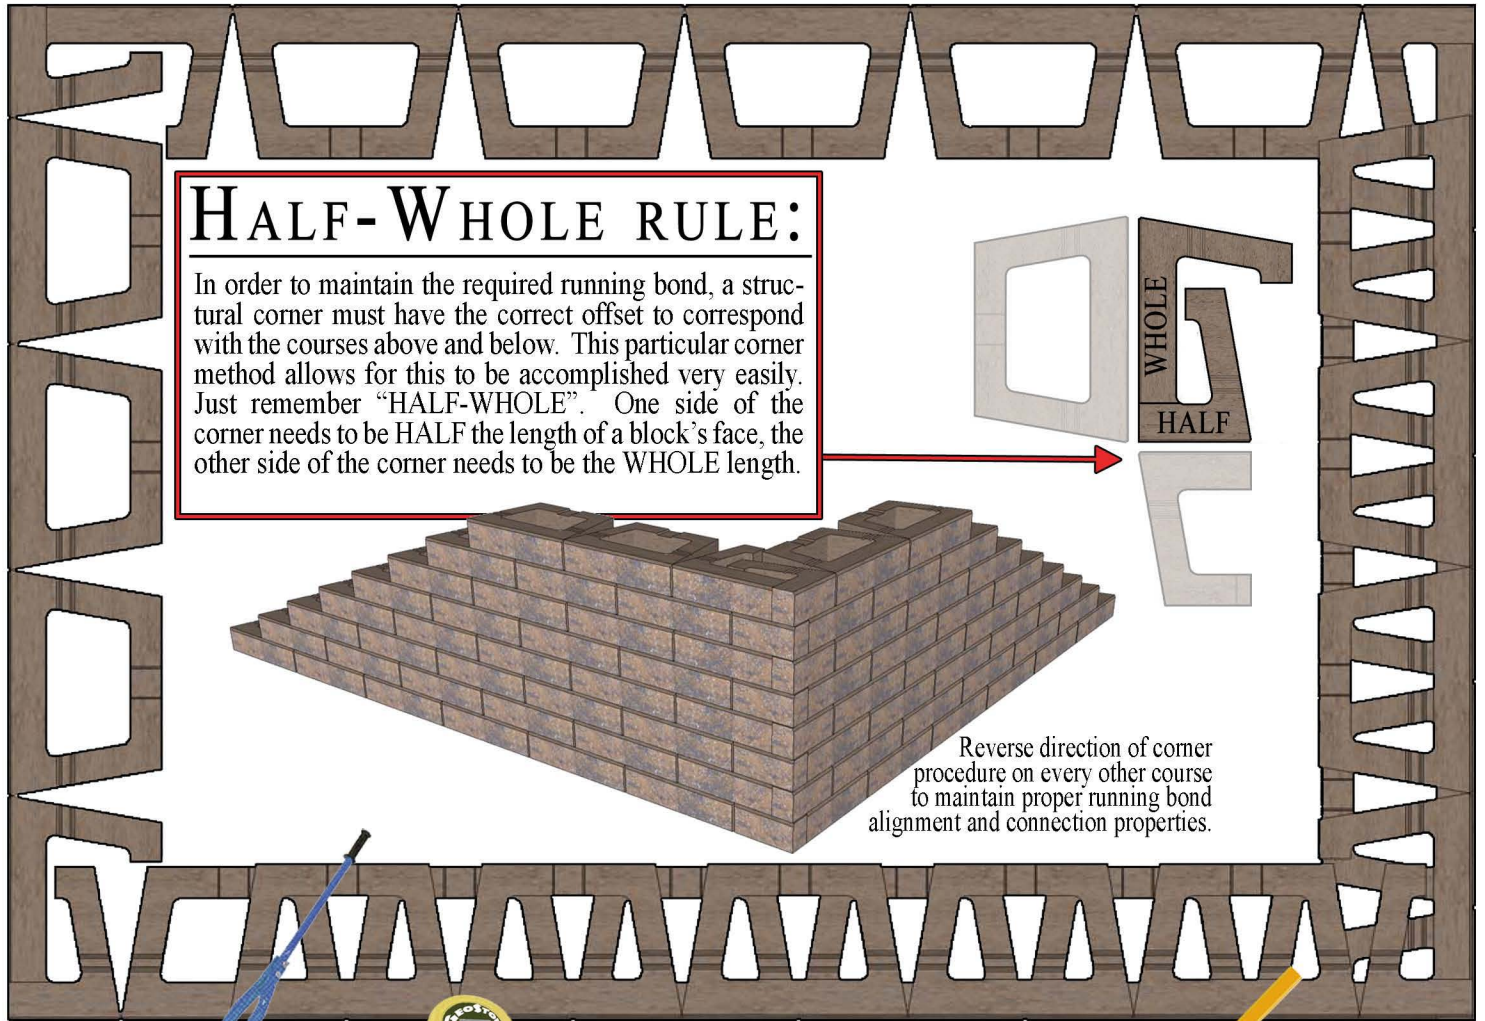 HALF-WHOLE RULE:
In order to maintain the required running bond, a struc-
tural corner must have the correct offset to correspond
with the courses above and below. This particular corner
method allows for this to be accomplished very easily.
Just remember “HALF-WHOLE”. One side of the
corner needs to be HALF the length of a block’s face, the
other side of the corner needs to be the WHOLE length.
WHOLE
HALF
Reverse direction of corner
procedure on every other course
to maintain proper running bond
alignment and connection properties.